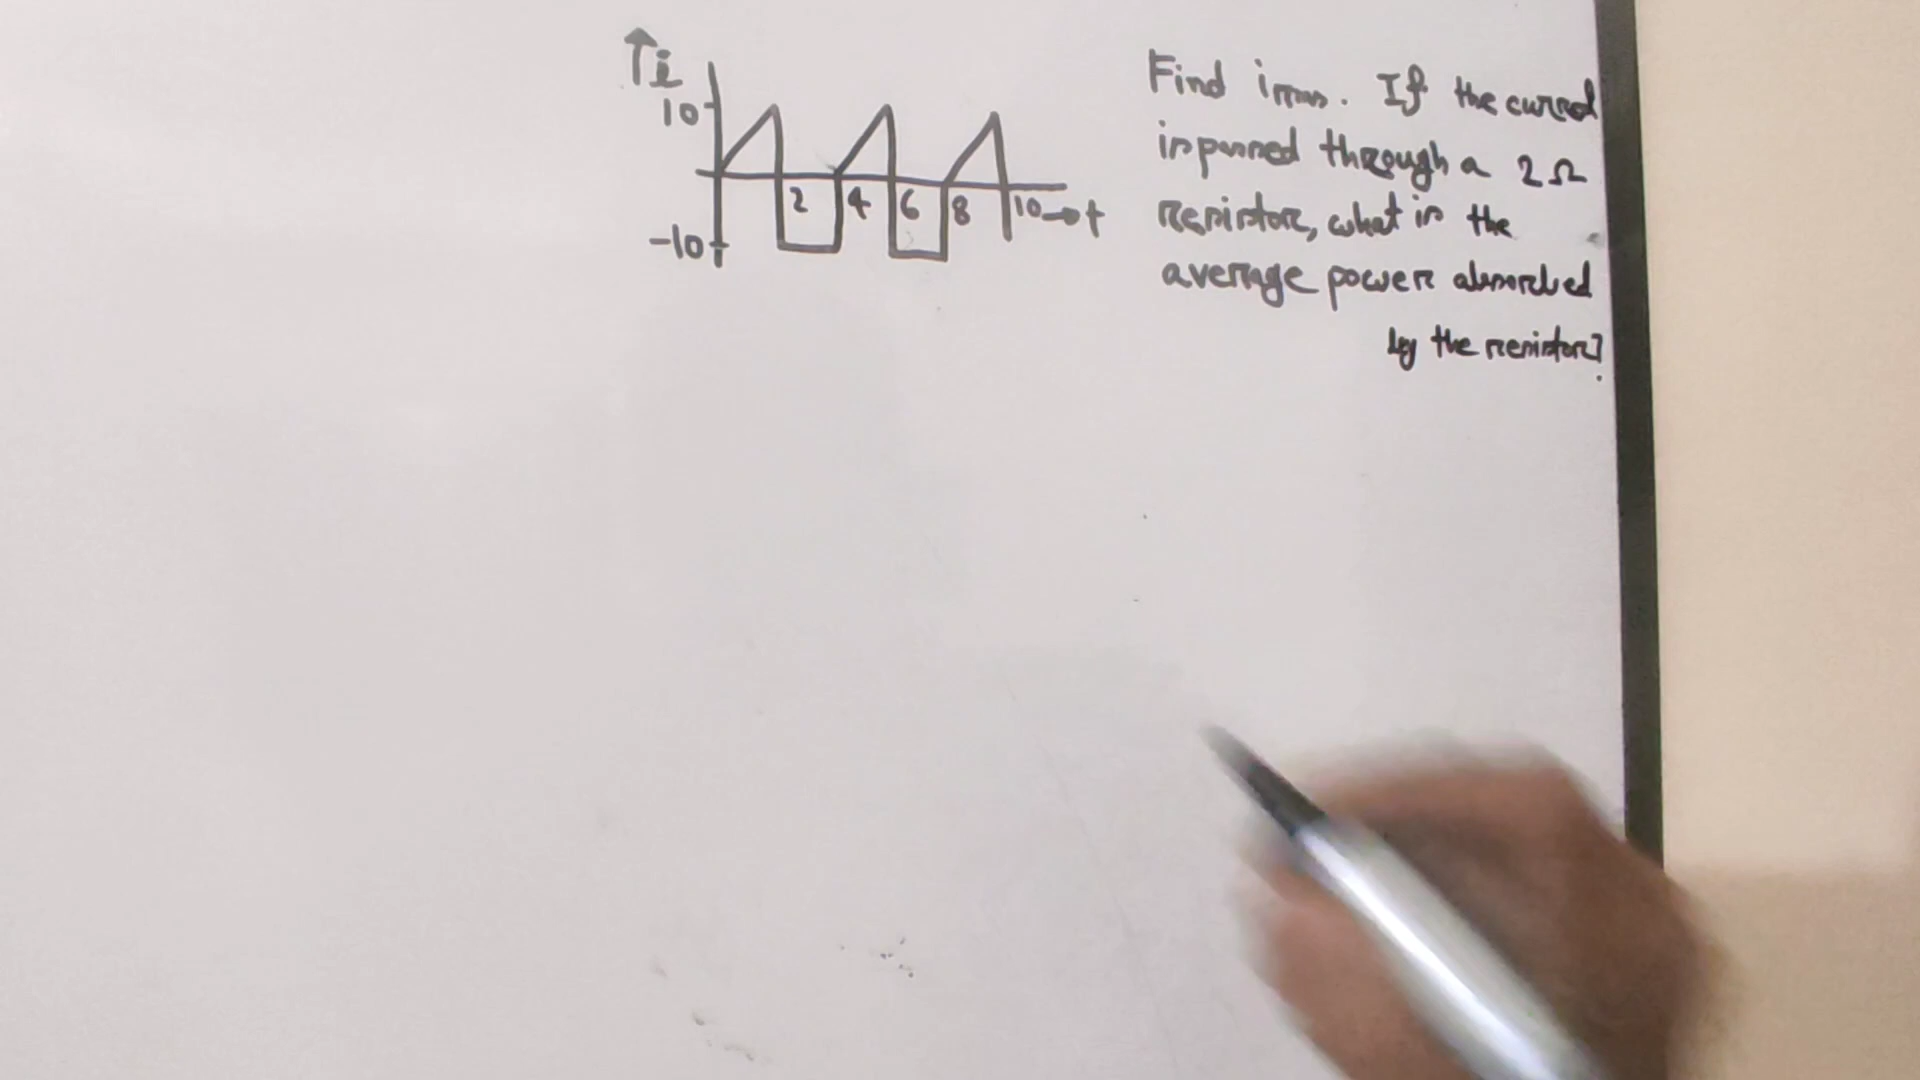 ↑i
10
-10
2 4 6 8 10→t
Find irms. If the current
is passed through a 2Ω
resistor, what is the
average power absorbed
by the resistor?